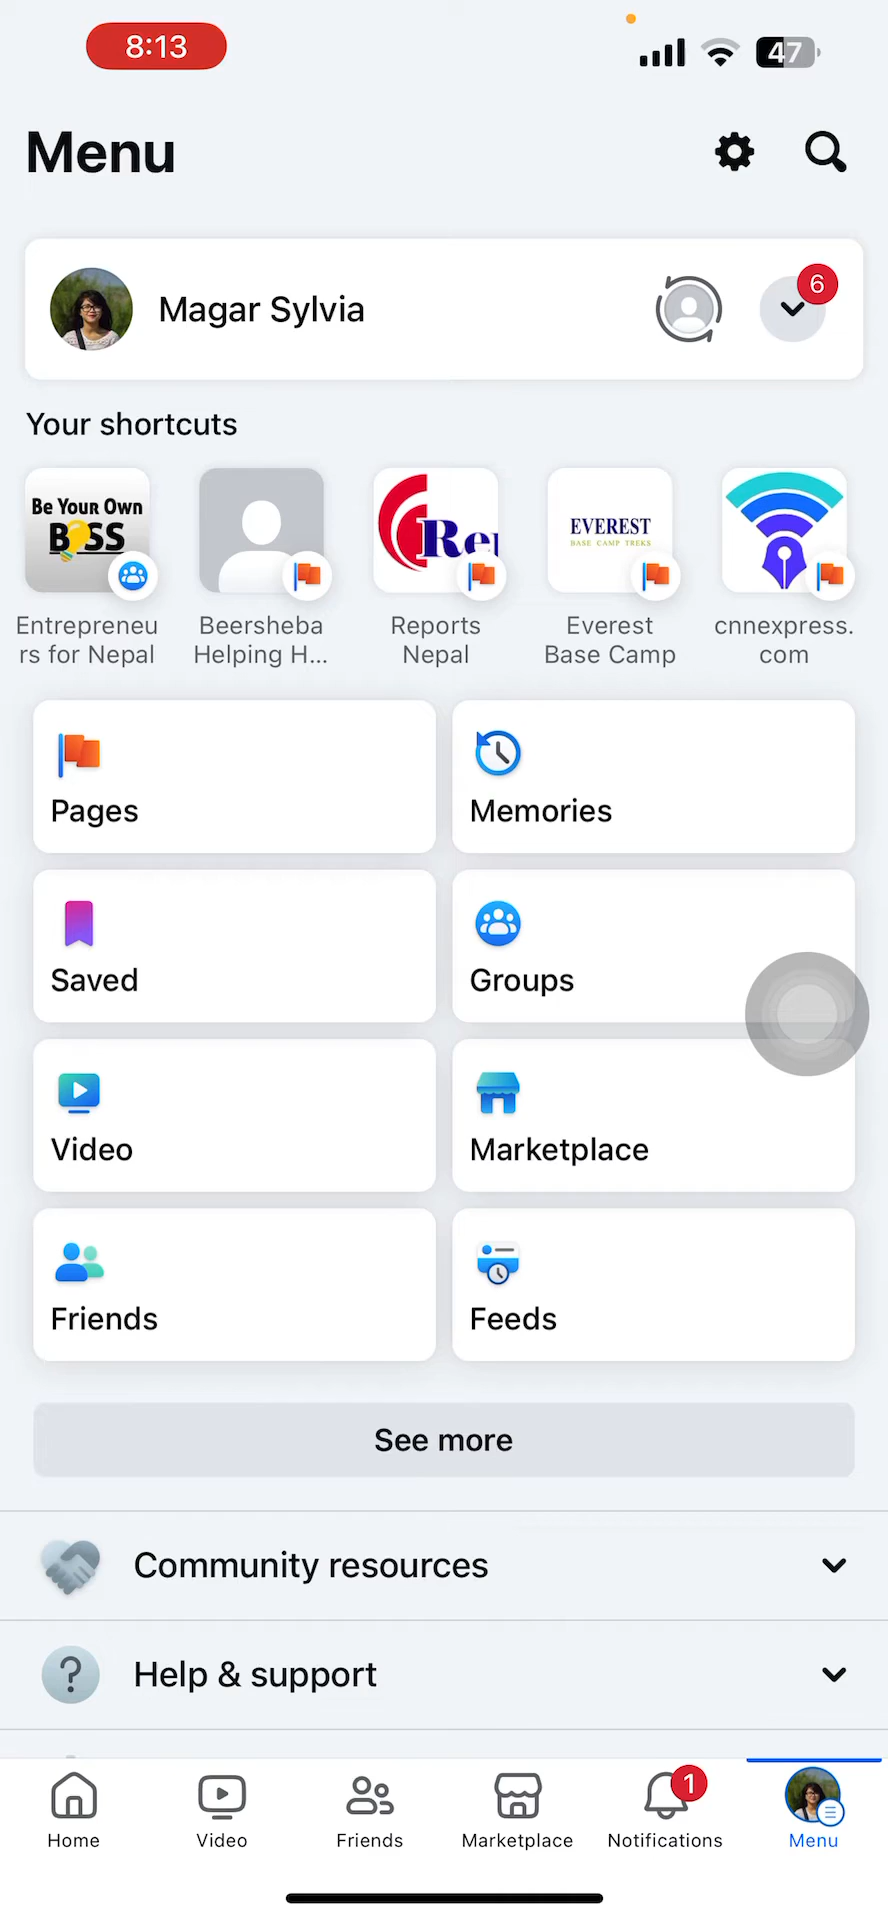 8:13
47
Menu
Magar Sylvia
6
Your shortcuts
Be Your Own
BOSS
Rep
EVEREST
BASE CAMP TREKS
Entrepreneu
rs for Nepal
Beersheba
Helping H...
Reports
Nepal
Everest
Base Camp
cnnexpress.
com
Pages
Memories
Saved
Groups
Video
Marketplace
Friends
Feeds
See more
Community resources
Help & support
1
Home
Video
Friends
Marketplace
Notifications
Menu